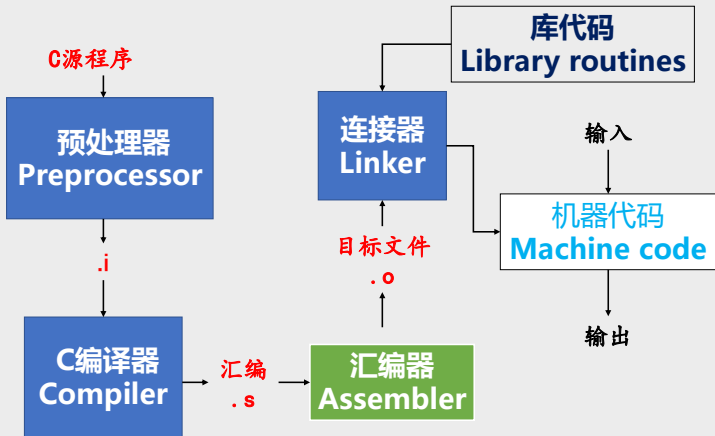 C源程序
预处理器
Preprocessor
.i
C编译器
Compiler
汇编
.s
汇编器
Assembler
目标文件
.o
连接器
Linker
库代码
Library routines
输入
机器代码
Machine code
输出